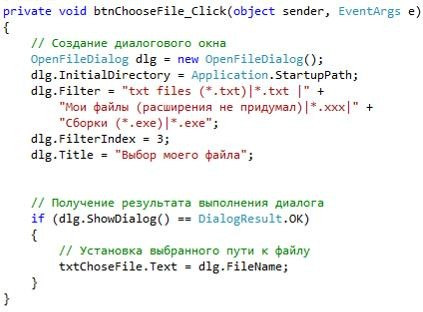 private void btnChooseFile_Click(object sender, EventArgs e)
{
// Создание диалогового окна
OpenFileDialog dlg = new OpenFileDialog();
dlg.InitialDirectory = Application.StartupPath;
dlg.Filter = "txt files (*.txt)|*.txt |" +
"Мои файлы (расширения не придумал)|*.xxx|" +
"Сборки (*.exe)|*.exe";
dlg.FilterIndex = 3;
dlg.Title = "Выбор моего файла";
// Получение результата выполнения диалога
if (dlg.ShowDialog() == DialogResult.OK)
{
// Установка выбранного пути к файлу
txtChoseFile.Text = dlg.FileName;
}
}